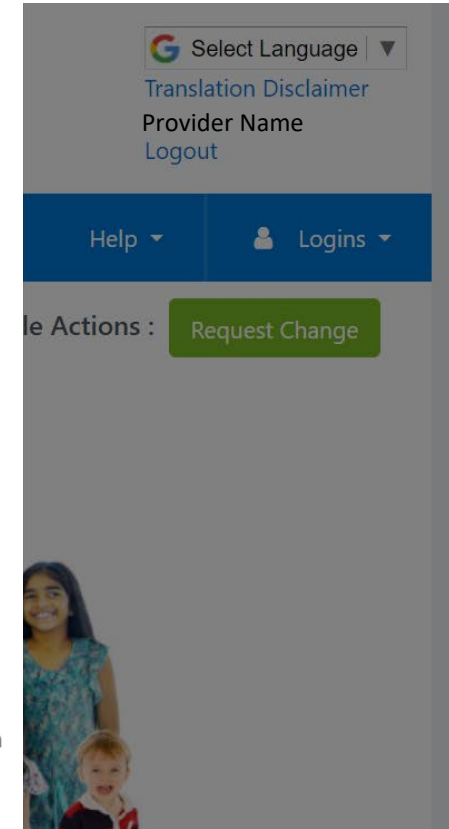 Select Language ▼
Translation Disclaimer
Provider Name
Logout
Help
Logins
le Actions :
Request Change